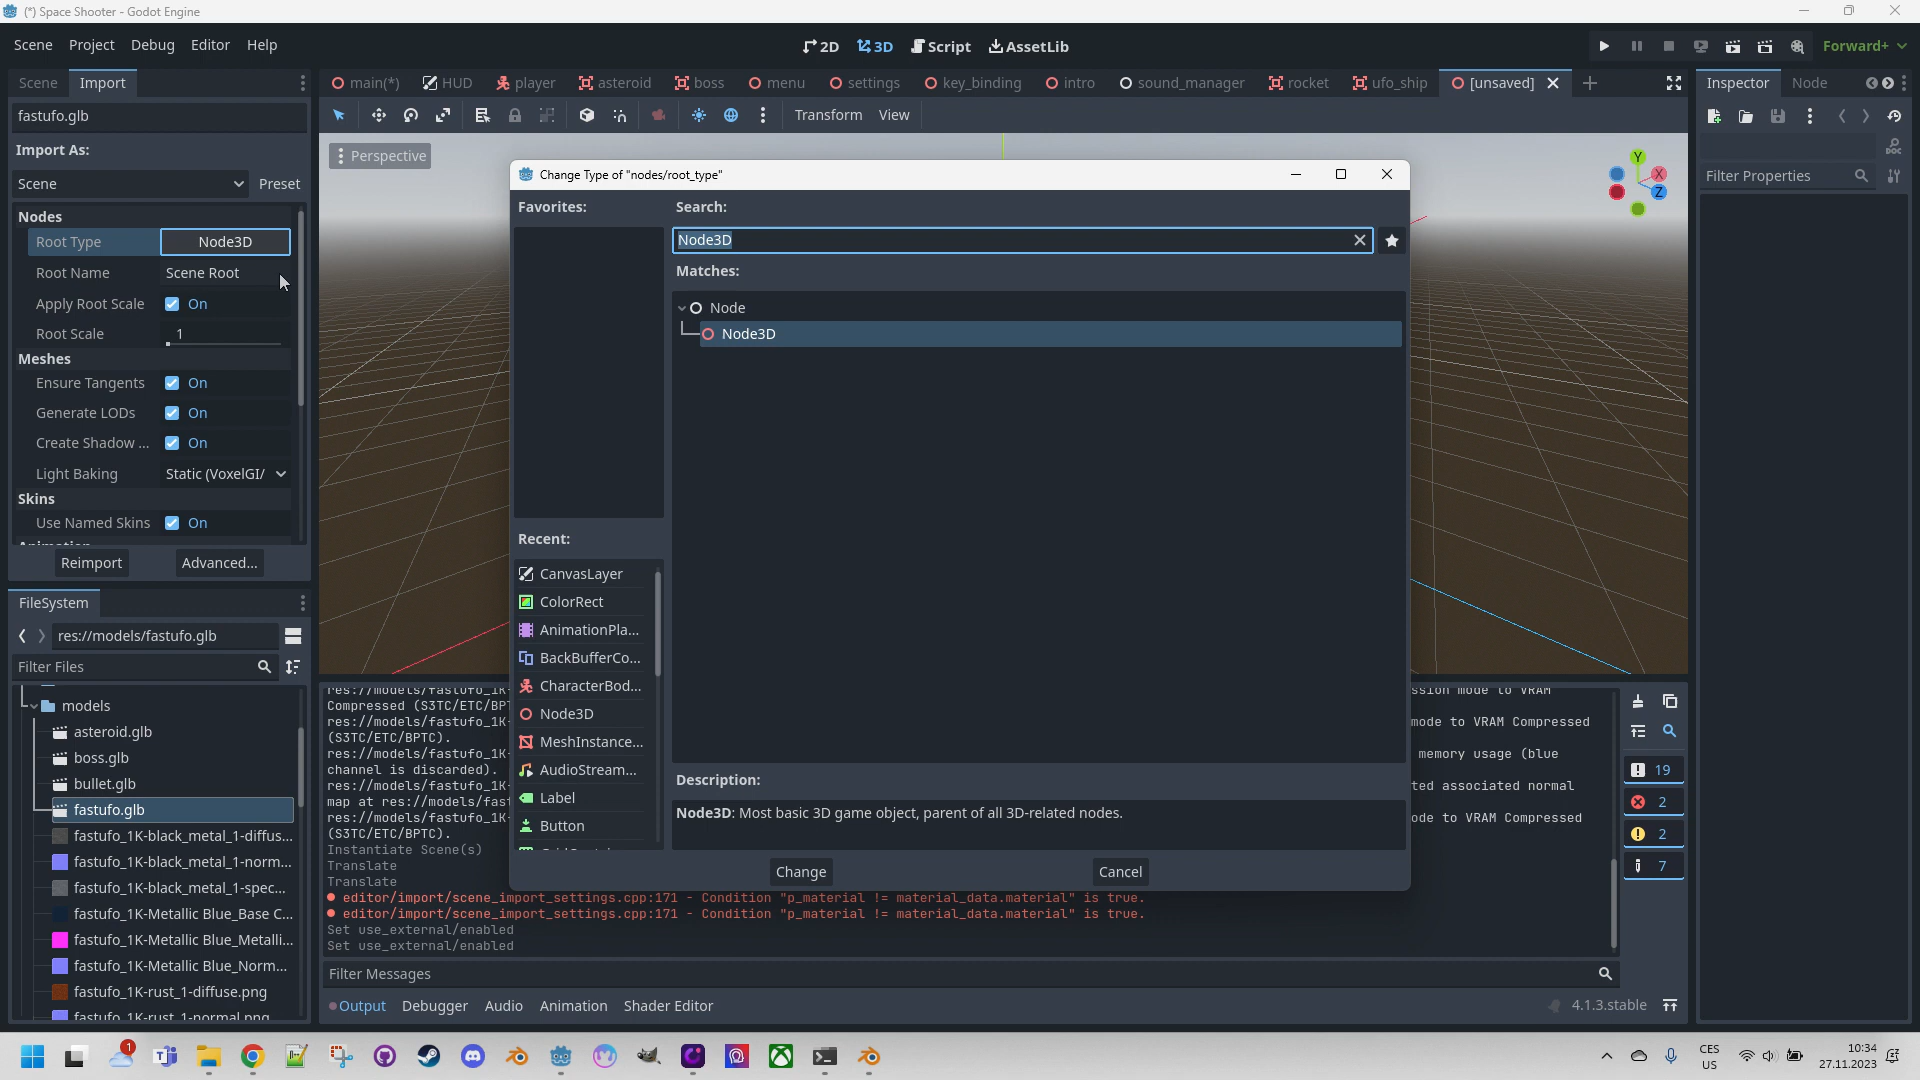 (*) Space Shooter - Godot Engine
Scene Project Debug Editor Help
2D 3D Script AssetLib
Forward+
Scene Import
main(*) HUD player asteroid boss menu settings key_binding intro sound_manager rocket ufo_ship [unsaved]
Inspector Node
fastufo.glb
Transform View
Import As:
Perspective
Scene Preset
Filter Properties
Y
X
Z
Nodes
Root Type Node3D
Root Name Scene Root
Apply Root Scale On
Root Scale 1
Meshes
Ensure Tangents On
Generate LODs On
Create Shadow ... On
Light Baking Static (VoxelGI/
Skins
Use Named Skins On
Reimport Advanced...
Change Type of "nodes/root_type"
Favorites: Search:
Node3D
Matches:
Node
Node3D
Recent:
CanvasLayer
ColorRect
AnimationPla...
BackBufferCo...
CharacterBod...
Node3D
MeshInstance...
AudioStream...
Label
Button
Description:
Node3D: Most basic 3D game object, parent of all 3D-related nodes.
Change Cancel
FileSystem
res://models/fastufo.glb
Filter Files
models
asteroid.glb
boss.glb
bullet.glb
fastufo.glb
fastufo_1K-black_metal_1-diffus...
fastufo_1K-black_metal_1-norm...
fastufo_1K-black_metal_1-spec...
fastufo_1K-Metallic Blue_Base C...
fastufo_1K-Metallic Blue_Metalli...
fastufo_1K-Metallic Blue_Norm...
fastufo_1K-rust_1-diffuse.png
fastufo_1K-rust_1-normal.png
Compressed (S3TC/ETC/BPT
res://models/fastufo_1K- mode to VRAM Compressed
(S3TC/ETC/BPTC).
res://models/fastufo_1K- memory usage (blue
channel is discarded).
res://models/fastufo_1K- ted associated normal
map at res://models/fast
res://models/fastufo_1K- ode to VRAM Compressed
(S3TC/ETC/BPTC).
Instantiate Scene(s)
Translate
Translate
editor/import/scene_import_settings.cpp:171 - Condition "p_material != material_data.material" is true.
editor/import/scene_import_settings.cpp:171 - Condition "p_material != material_data.material" is true.
Set use_external/enabled
Set use_external/enabled
19
2
2
7
Filter Messages
Output Debugger Audio Animation Shader Editor
4.1.3.stable
1
CES
US
10:34
27.11.2023